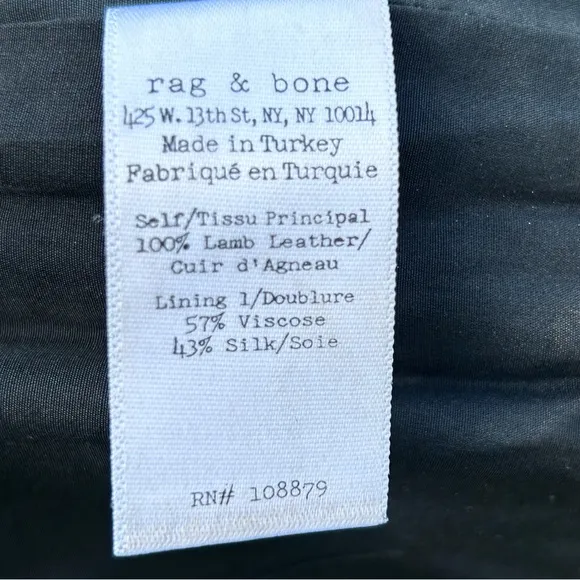 rag & bone
425 W. 13th St, NY, NY 10014
Made in Turkey
Fabriqué en Turquie
Self/Tissu Principal
100% Lamb Leather/
Cuir d'Agneau
Lining 1/Doublure
57% Viscose
43% Silk/Soie
RN# 108879